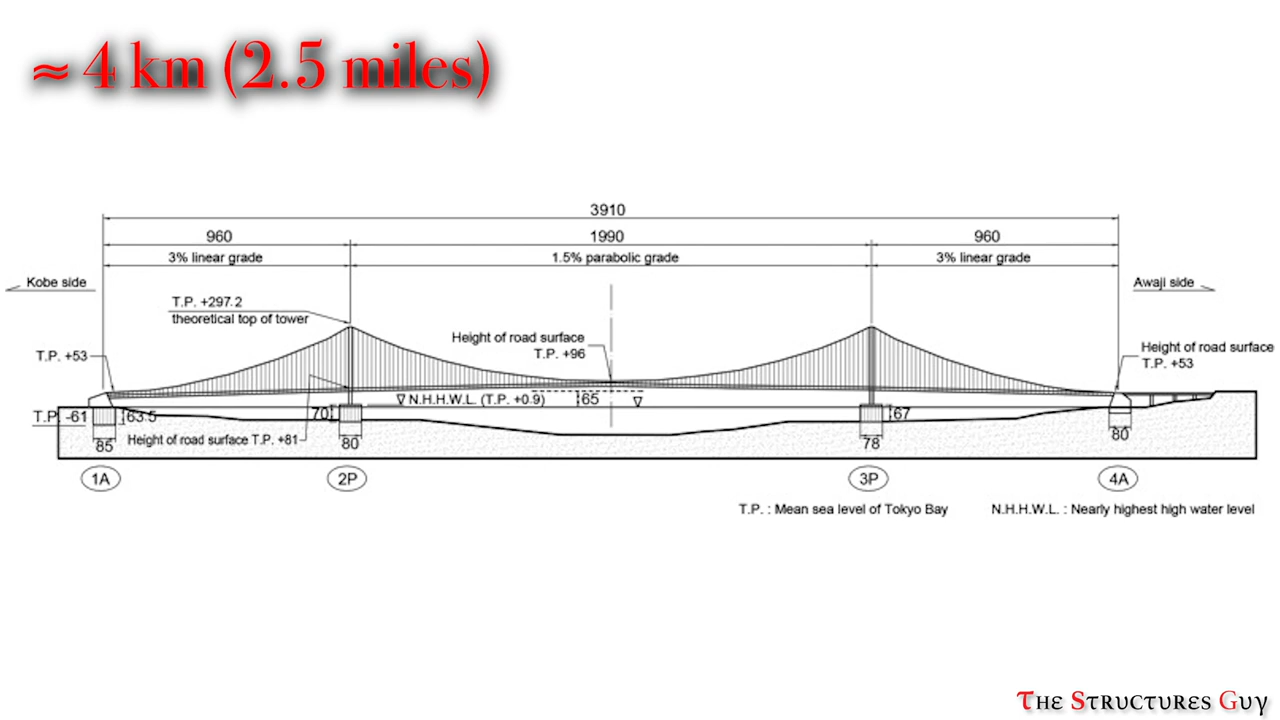 ≈ 4 km (2.5 miles)
3910
960
1990
960
3% linear grade
1.5% parabolic grade
3% linear grade
Kobe side
Awaji side
T.P. +297.2
theoretical top of tower
Height of road surface
T.P. +96
T.P. +53
Height of road surface
T.P. +53
N.H.H.W.L. (T.P. +0.9)
65
T.P. -61
63.5
70
67
Height of road surface T.P. +81
85
80
78
80
1A
2P
3P
4A
T.P. : Mean sea level of Tokyo Bay
N.H.H.W.L. : Nearly highest high water level
The Structures Guy